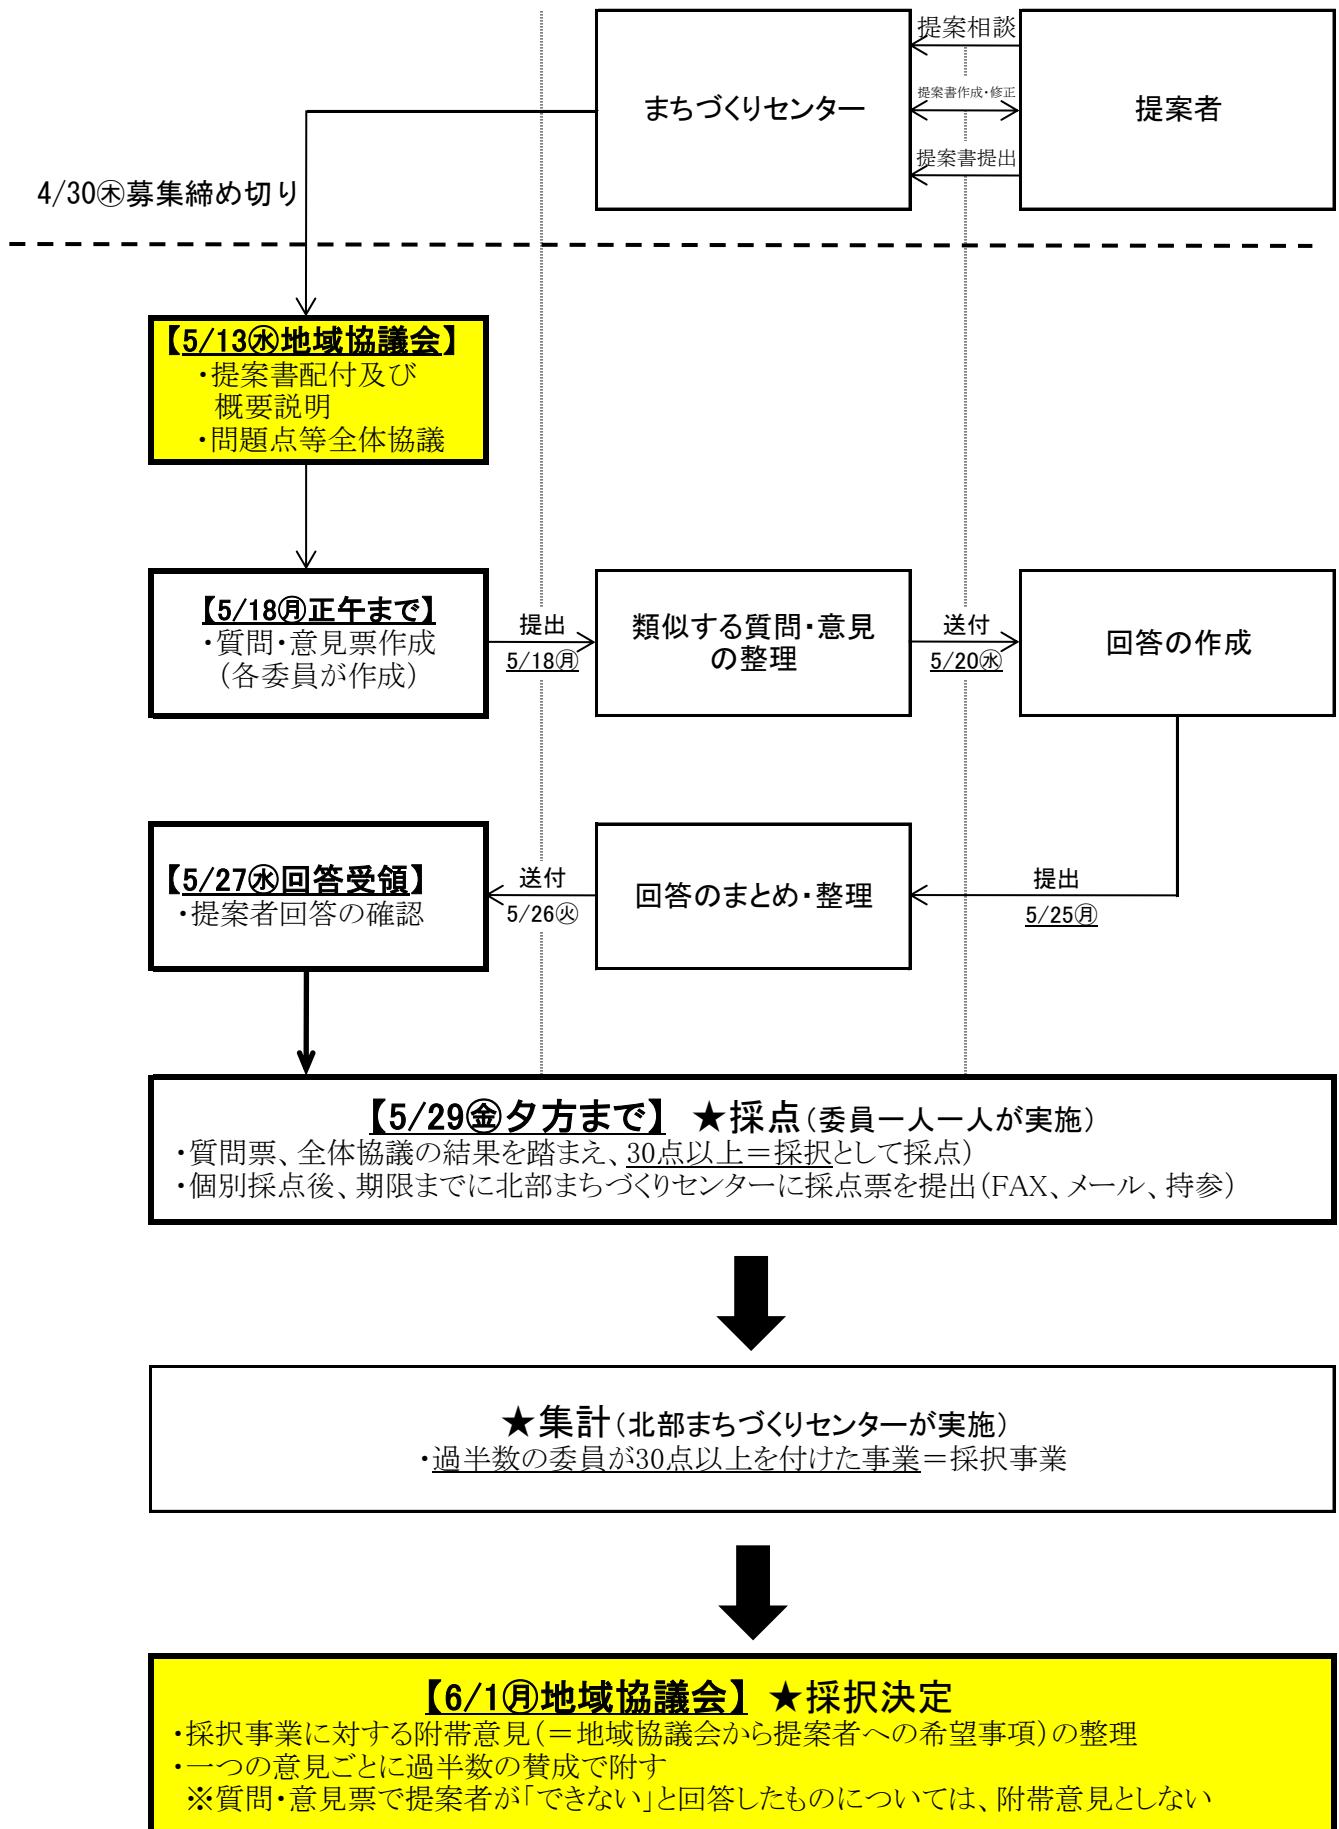 提案相談
まちづくりセンター
提案書作成・修正
提案者
提案書提出
4/30㊍募集締め切り
【5/13㊌地域協議会】
・提案書配付及び
概要説明
・問題点等全体協議
【5/18㊊正午まで】
・質問・意見票作成
（各委員が作成）
提出
5/18㊊
類似する質問・意見
の整理
送付
5/20㊌
回答の作成
【5/27㊌回答受領】
・提案者回答の確認
送付
5/26㊋
回答のまとめ・整理
提出
5/25㊊
【5/29㊎夕方まで】 ★採点（委員一人一人が実施）
・質問票、全体協議の結果を踏まえ、30点以上＝採択として採点）
・個別採点後、期限までに北部まちづくりセンターに採点票を提出（FAX、メール、持参）
★集計（北部まちづくりセンターが実施）
・過半数の委員が30点以上を付けた事業＝採択事業
【6/1㊊地域協議会】 ★採択決定
・採択事業に対する附帯意見（＝地域協議会から提案者への希望事項）の整理
・一つの意見ごとに過半数の賛成で附す
※質問・意見票で提案者が「できない」と回答したものについては、附帯意見としない